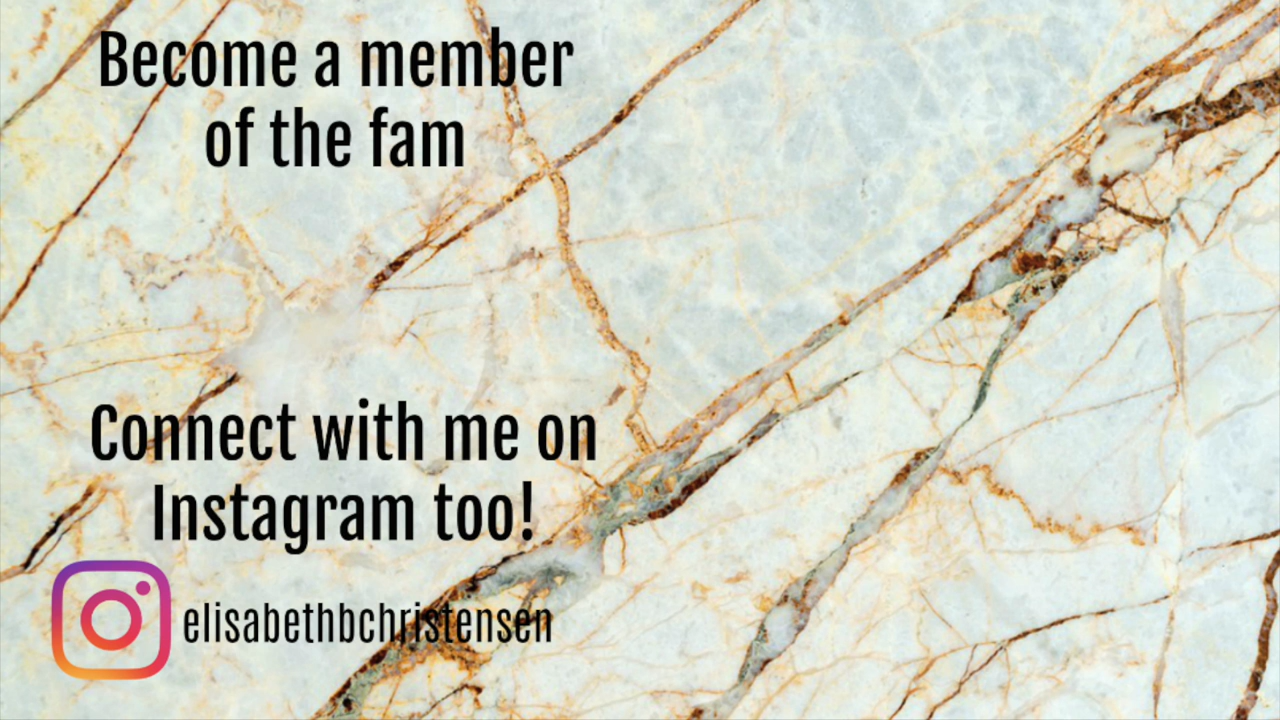 Become a member
of the fam
Connect with me on
Instagram too!
elisabethbchristensen